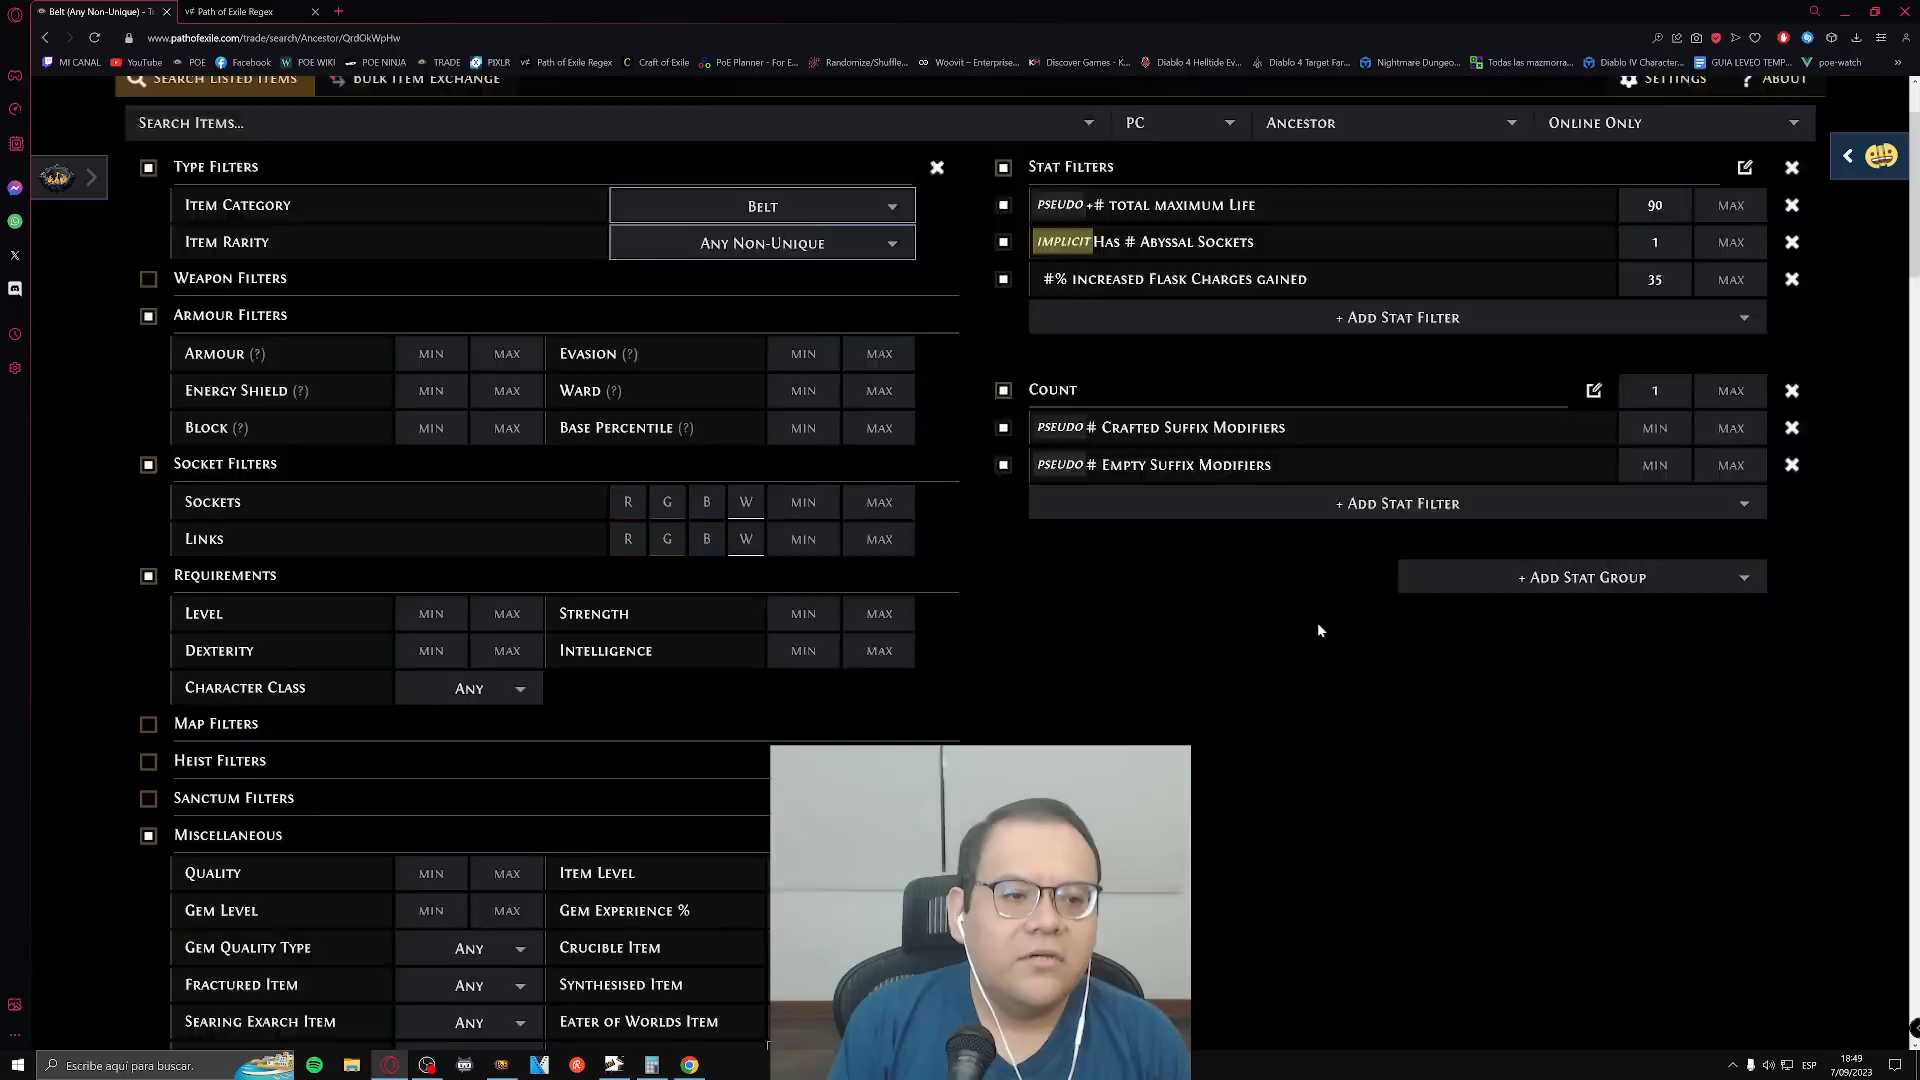 Belt (Any Non-Unique) - Tr
Path of Exile Regex
www.pathofexile.com/trade/search/Ancestor/QrdOkWpHw
MI CANAL
YouTube
POE
Facebook
POE WIKI
POE NINJA
TRADE
PIXLR
Path of Exile Regex
Craft of Exile
PoE Planner - For E...
Randomize/Shuffle...
Woovit – Enterprise...
Discover Games - K...
Diablo 4 Helltide Ev...
Diablo 4 Target Far...
Nightmare Dungeo...
Todas las mazmorra...
Diablo IV Character...
GUIA LEVEO TEMP...
poe-watch
Search Listed Items
Bulk Item Exchange
Settings
? About
Search Items...
PC
Ancestor
Online Only
Type Filters
Item Category
Belt
Item Rarity
Any Non-Unique
Weapon Filters
Armour Filters
Armour (?) MIN MAX Evasion (?) MIN MAX
Energy Shield (?) MIN MAX Ward (?) MIN MAX
Block (?) MIN MAX Base Percentile (?) MIN MAX
Socket Filters
Sockets R G B W MIN MAX
Links R G B W MIN MAX
Requirements
Level MIN MAX Strength MIN MAX
Dexterity MIN MAX Intelligence MIN MAX
Character Class Any
Map Filters
Heist Filters
Sanctum Filters
Miscellaneous
Quality MIN MAX Item Level
Gem Level MIN MAX Gem Experience %
Gem Quality Type Any Crucible Item
Fractured Item Any Synthesised Item
Searing Exarch Item Any Eater of Worlds Item
Stat Filters
PSEUDO +# total maximum Life 90 MAX
IMPLICIT Has # Abyssal Sockets 1 MAX
#% increased Flask Charges gained 35 MAX
+ Add Stat Filter
Count 1 MAX
PSEUDO # Crafted Suffix Modifiers MIN MAX
PSEUDO # Empty Suffix Modifiers MIN MAX
+ Add Stat Filter
+ Add Stat Group
Escribe aquí para buscar.
ESP
18:49
7/09/2023